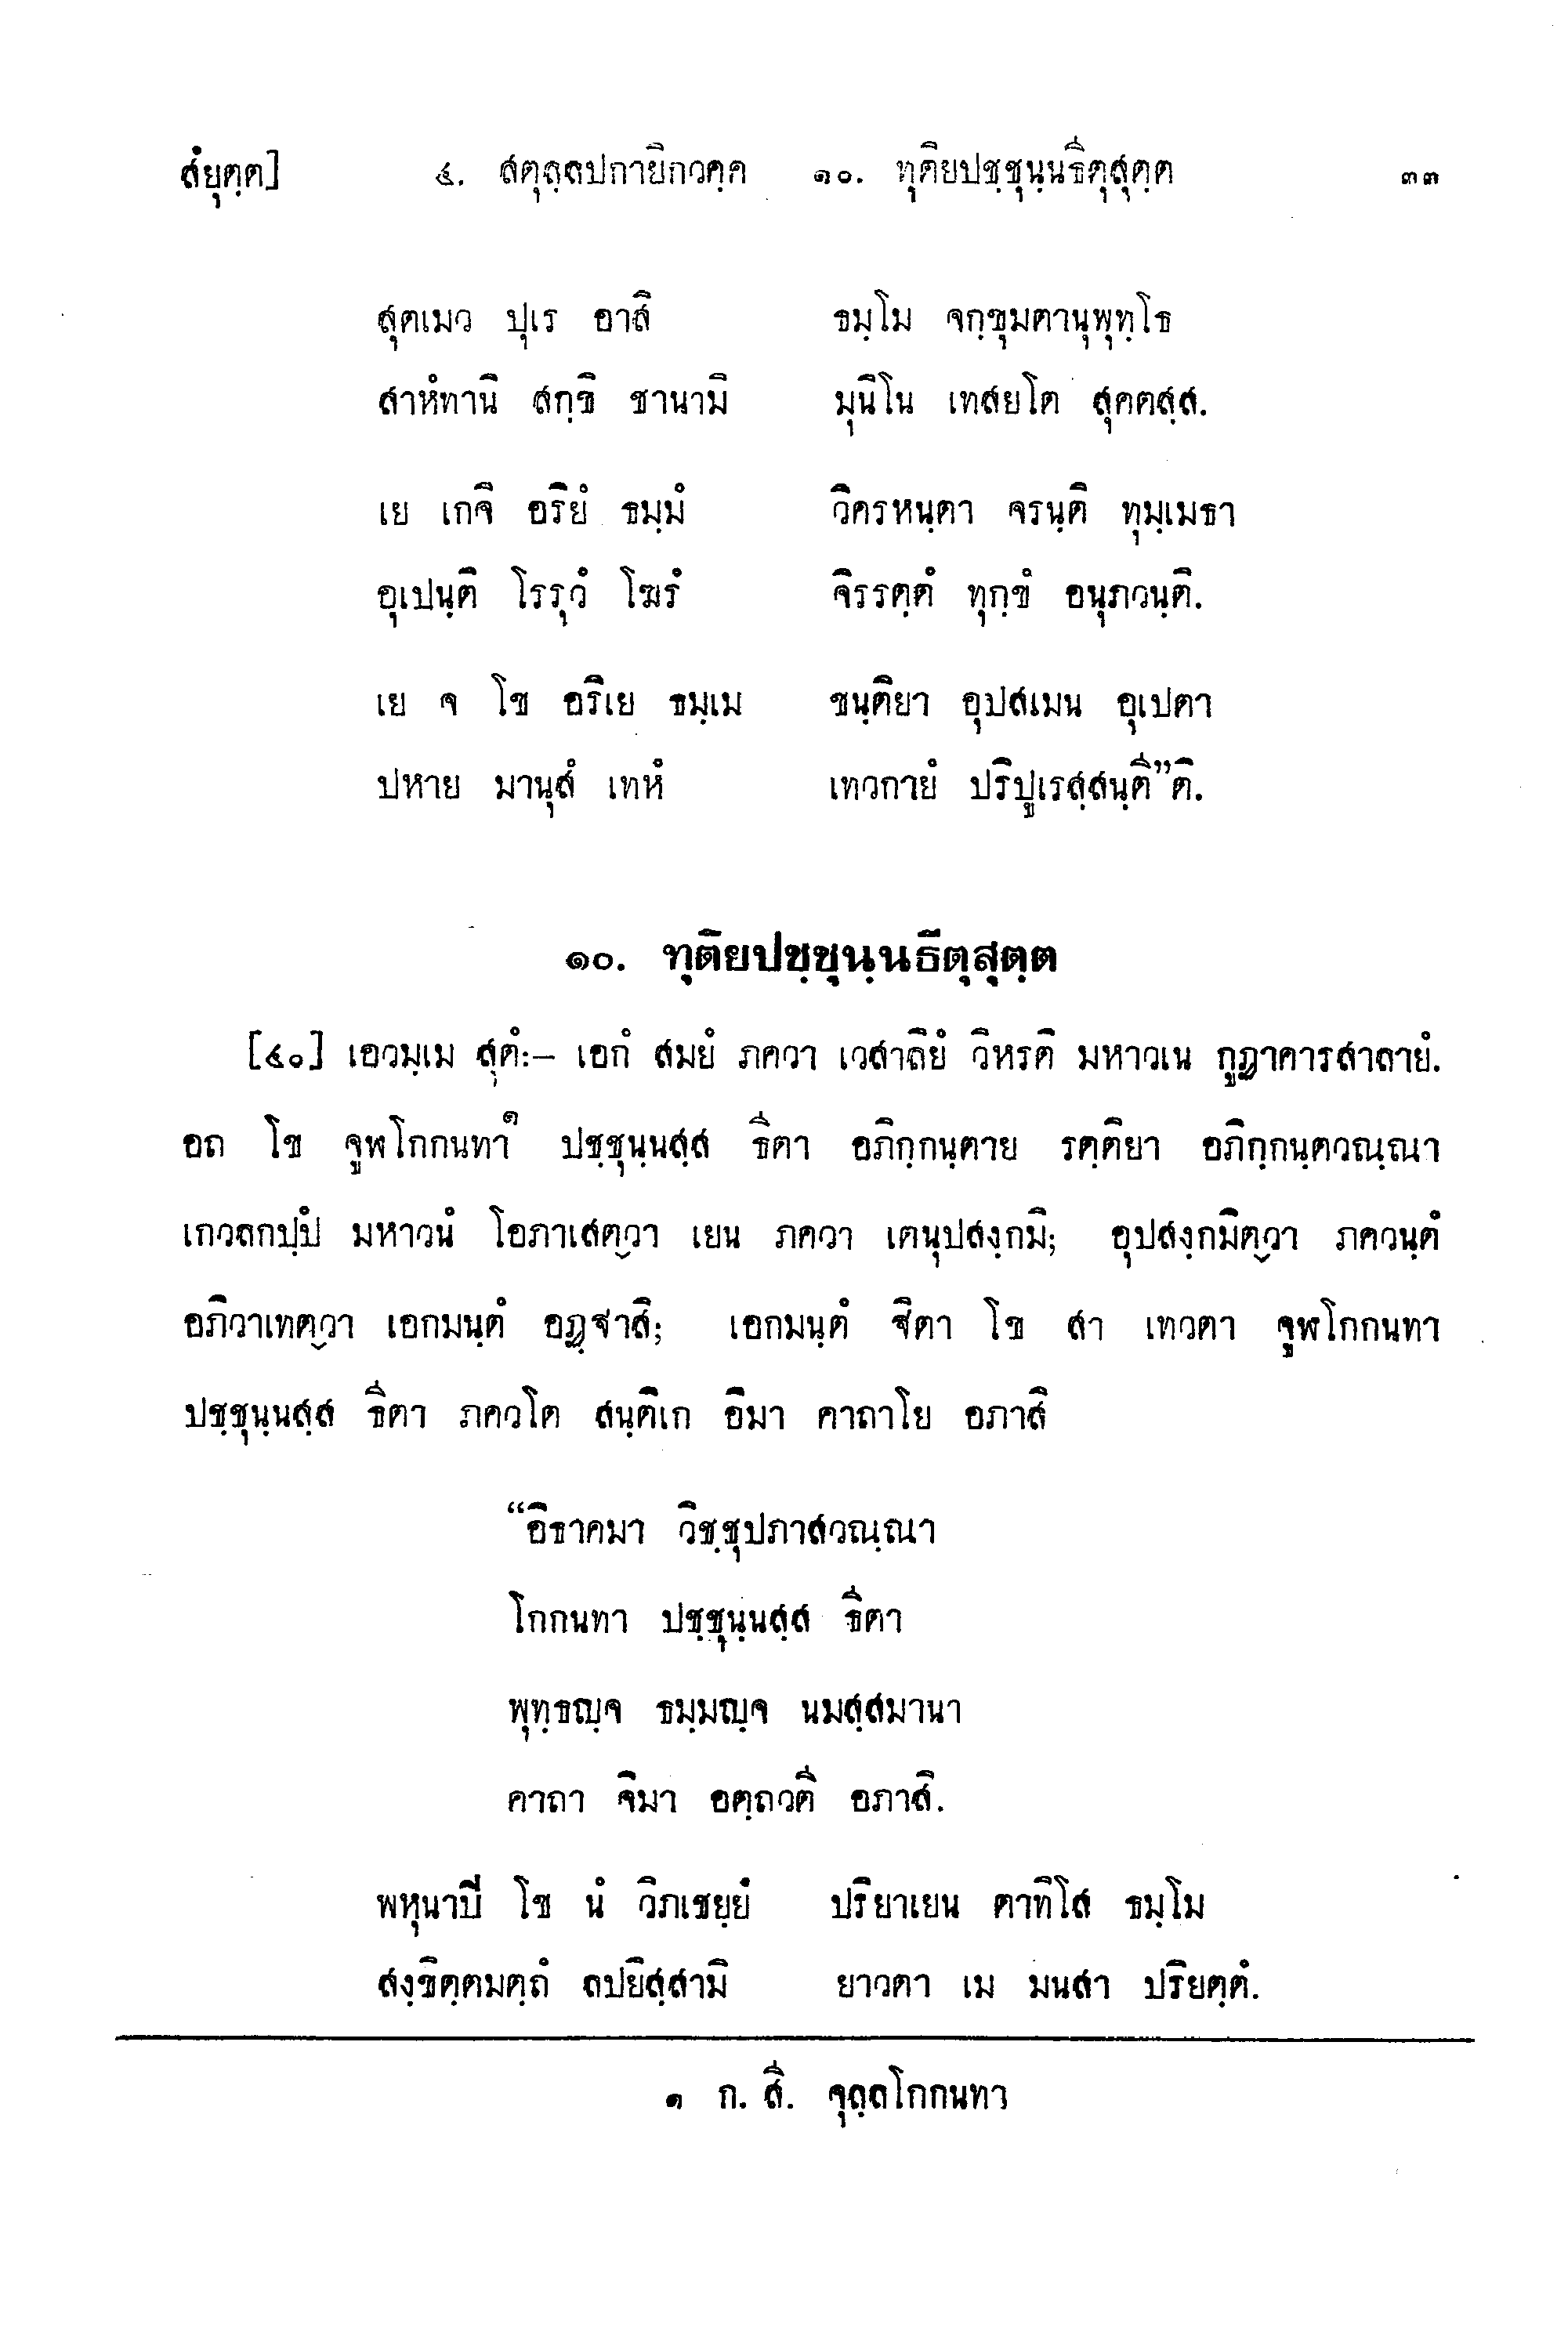 สํยุตฺต] ๔. สตุลฺลปกายิกวคฺค ๑๐. ทุติยปชฺชุนฺนธีตุสุตฺต ๓๓
สุตเมว ปุเร อาสิ ธมฺโม จกฺขุมตานุพุทฺโธ
สาหํทานิ สกฺขิ ชานามิ มุนิโน เทสยโต สุคตสฺส.
เย เกจิ อริยํ ธมฺมํ วิครหนฺตา จรนฺติ ทุมฺเมธา
อุเปนฺติ โรรุวํ โฆรํ จิรรตฺตํ ทุกฺขํ อนุภวนฺติ.
เย จ โข อริเย ธมฺเม ขนฺติยา อุปสเมน อุเปตา
ปหาย มานุสํ เทหํ เทวกายํ ปริปูเรสฺสนฺตี”ติ.
๑๐. ทุติยปชฺชุนฺนธีตุสุตฺต
[๔๐] เอวมฺเม สุตํ:– เอกํ สมยํ ภควา เวสาลิยํ วิหรติ มหาวเน กูฏาคารสาลายํ.
อถ โข จูฬโกกนทา๑ ปชฺชุนฺนสฺส ธีตา อภิกฺกนฺตาย รตฺติยา อภิกฺกนฺตวณฺณา
เกวลกปฺปํ มหาวนํ โอภาเสตฺวา เยน ภควา เตนุปสงฺกมิ; อุปสงฺกมิตฺวา ภควนฺตํ
อภิวาเทตฺวา เอกมนฺตํ อฏฺฐาสิ; เอกมนฺตํ ฐิตา โข สา เทวตา จูฬโกกนทา
ปชฺชุนฺนสฺส ธีตา ภควโต สนฺติเก อิมา คาถาโย อภาสิ
“อิธาคมา วิชฺชุปภาสวณฺณา
โกกนทา ปชฺชุนฺนสฺส ธีตา
พุทฺธญฺจ ธมฺมญฺจ นมสฺสมานา
คาถา จิมา อตฺถวตี อภาสิ.
พหุนาปี โข นํ วิภเชยฺยํ ปริยาเยน ตาทิโส ธมฺโม
สงฺขิตฺตมตฺถํ ลปยิสฺสามิ ยาวตา เม มนสา ปริยตฺตํ.
๑ ก. สี. จุลฺลโกกนทา